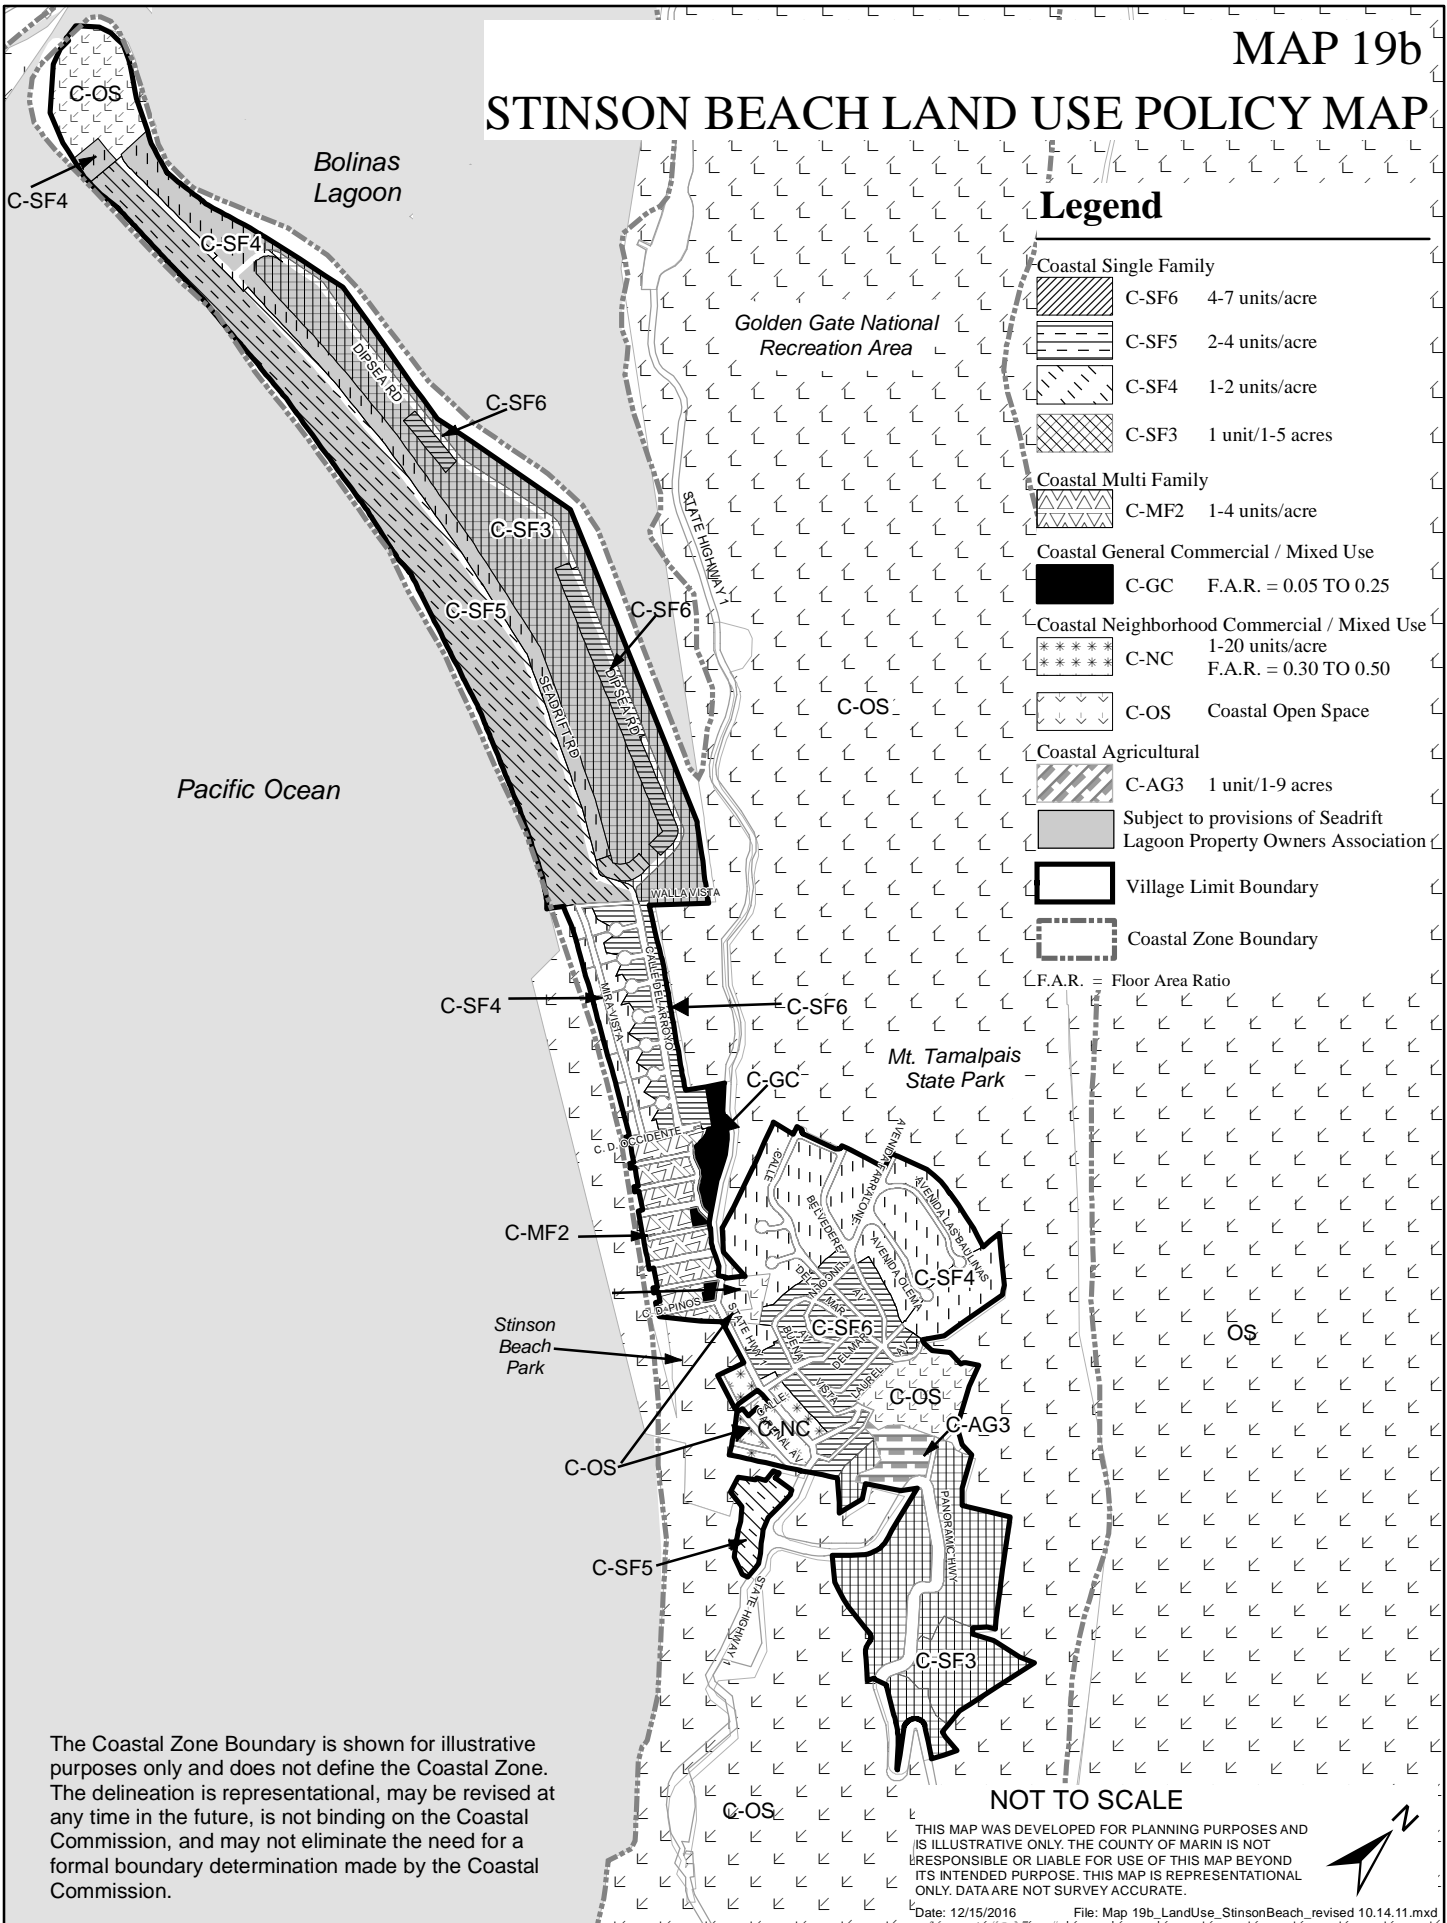 MAP 19b
STINSON BEACH LAND USE POLICY MAP
C-OS
Bolinas
Lagoon
C-SF4
C-SF4
Golden Gate National
Recreation Area
DIPSEA RD
C-SF6
STATE HIGHWAY 1
C-SF3
C-SF5
C-SF6
DIPSEA RD
SEADRIFT RD
C-OS
Pacific Ocean
WALLA VISTA
CALLE DEL ARROYO
MIRA VISTA
C-SF4
C-SF6
Mt. Tamalpais
State Park
C-GC
C. D. OCCIDENTE
CALLE
BELVEDERE
AVENIDA FARRALONE
AVENIDA LAS BAULINAS
AVENIDA OLEMA
C-MF2
C-SF4
C. D. PINOS
STATE HWY 1
DEL MAR AV
C-SF6
BUENA
VISTA
DELMAR
LAUREL AV
OS
Stinson
Beach
Park
C-OS
C-AG3
CALLE
C-NC
ARENAL AV
C-OS
PANORAMIC HWY
C-SF5
STATE HIGHWAY 1
C-SF3
C-OS
Legend
Coastal Single Family
C-SF6 4-7 units/acre
C-SF5 2-4 units/acre
C-SF4 1-2 units/acre
C-SF3 1 unit/1-5 acres
Coastal Multi Family
C-MF2 1-4 units/acre
Coastal General Commercial / Mixed Use
C-GC F.A.R. = 0.05 TO 0.25
Coastal Neighborhood Commercial / Mixed Use
C-NC 1-20 units/acre
F.A.R. = 0.30 TO 0.50
C-OS Coastal Open Space
Coastal Agricultural
C-AG3 1 unit/1-9 acres
Subject to provisions of Seadrift
Lagoon Property Owners Association
Village Limit Boundary
Coastal Zone Boundary
F.A.R. = Floor Area Ratio
The Coastal Zone Boundary is shown for illustrative
purposes only and does not define the Coastal Zone.
The delineation is representational, may be revised at
any time in the future, is not binding on the Coastal
Commission, and may not eliminate the need for a
formal boundary determination made by the Coastal
Commission.
NOT TO SCALE
THIS MAP WAS DEVELOPED FOR PLANNING PURPOSES AND
IS ILLUSTRATIVE ONLY. THE COUNTY OF MARIN IS NOT
RESPONSIBLE OR LIABLE FOR USE OF THIS MAP BEYOND
ITS INTENDED PURPOSE. THIS MAP IS REPRESENTATIONAL
ONLY. DATA ARE NOT SURVEY ACCURATE.
N
Date: 12/15/2016 File: Map 19b_LandUse_StinsonBeach_revised 10.14.11.mxd